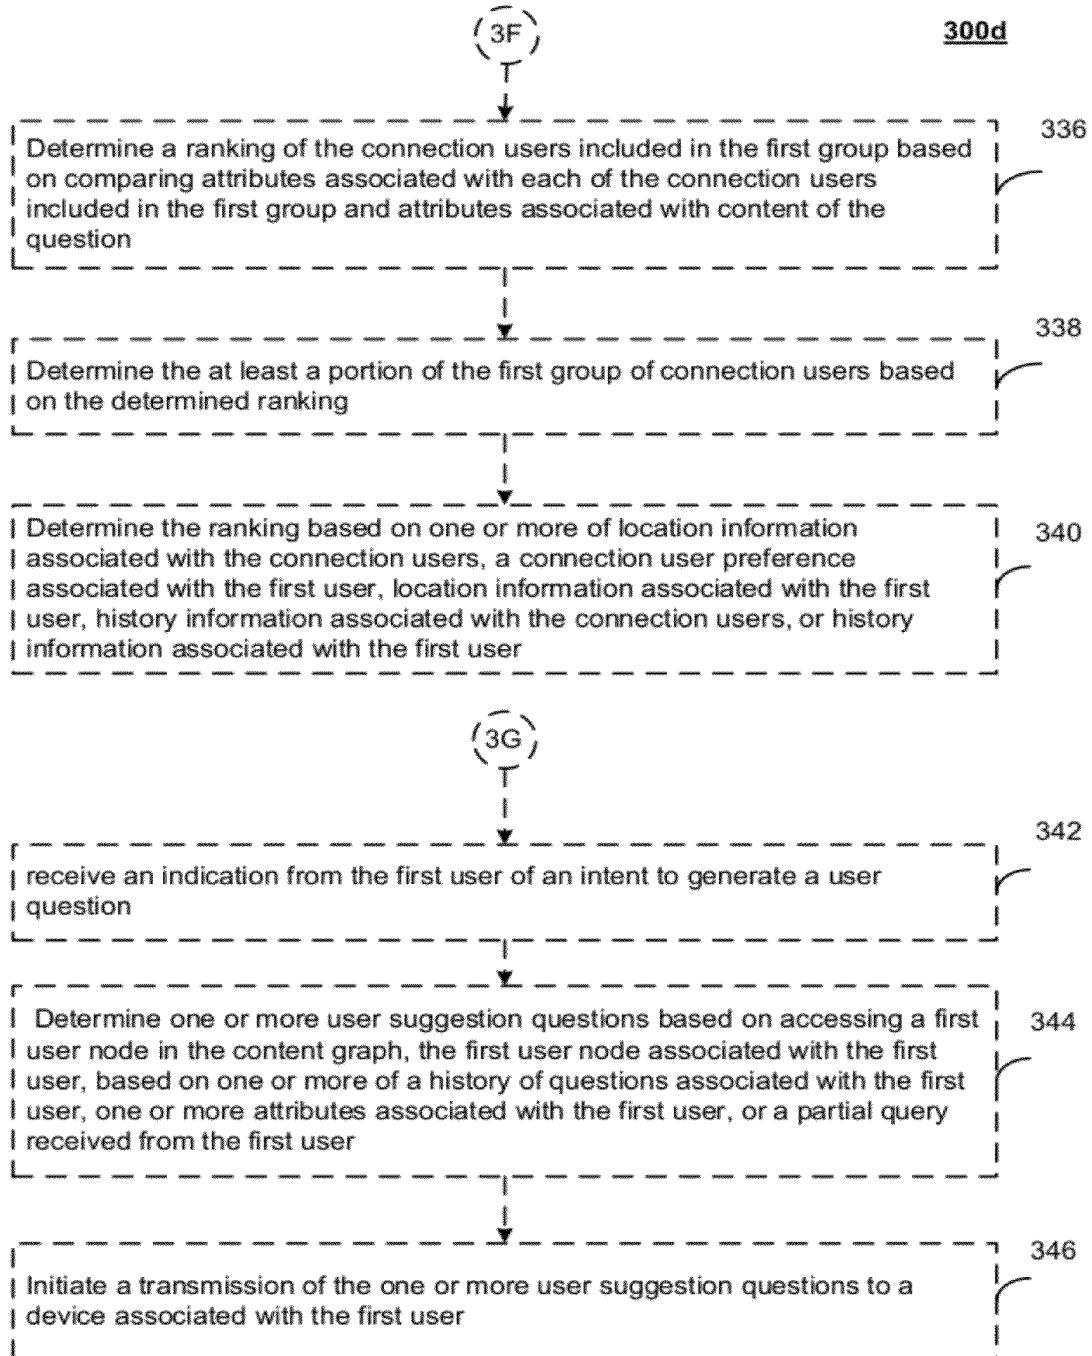 3F
300d
336
Determine a ranking of the connection users included in the first group based
on comparing attributes associated with each of the connection users
included in the first group and attributes associated with content of the
question
338
Determine the at least a portion of the first group of connection users based
on the determined ranking
340
Determine the ranking based on one or more of location information
associated with the connection users, a connection user preference
associated with the first user, location information associated with the first
user, history information associated with the connection users, or history
information associated with the first user
3G
342
receive an indication from the first user of an intent to generate a user
question
344
Determine one or more user suggestion questions based on accessing a first
user node in the content graph, the first user node associated with the first
user, based on one or more of a history of questions associated with the first
user, one or more attributes associated with the first user, or a partial query
received from the first user
346
Initiate a transmission of the one or more user suggestion questions to a
device associated with the first user